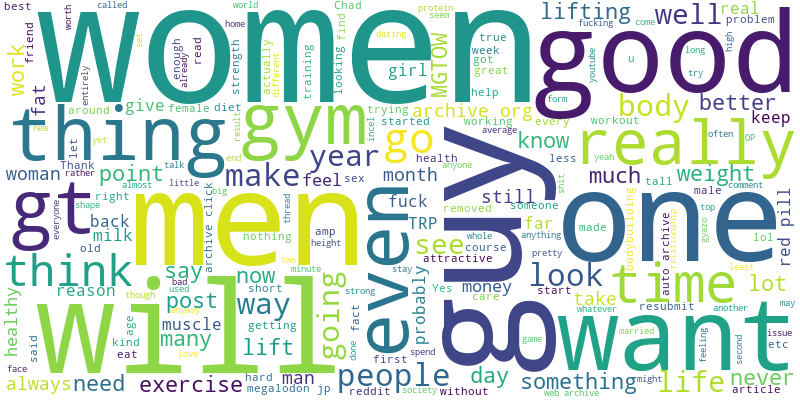 best
called
world
Chad
protein
lifting
well
real
problem
women
good
worth
home
find
seem
friend
set
dating
fucking
come
true
u
long
high
work
fat
enough
already
read
strength
actually
different
training
looking
girl
MGTOW
week
got
great
help
youtube
try
entirely
around
give
female
diet
trying
archive org
form
body
better
thing
gym
new
yet
let
result
incel
started
working
every
workout
keep
often
OP
end
go
know
really
yeah
Thank
rather
talk
year
health
average
less
woman
point
make
feel
sex
month
anyone
much
weight
almost
little
still
shit
tall
male
comment
gt
men
everyone
shape
right
archive click
big
thread
fuck
removed
someone
guy
one
made
top
back
amp
TRP
far
anything
bodybuilding
relationship
auto archive
gyazo
lol
red pill
milk
nothing
height
even
see
whole
course
pretty
old
two
attractive
think
say
bad
used
now
minute
going
stay
probably
Yes
money
look
time
least
lot
reason
though
post
short
way
strong
care
start
take
may
healthy
will
anyway
muscle
getting
fact
done
game
whatever
resubmit
another
want
said
age
kind
many
lift
first
spend
married
feeling
second
issue
etc
eat
love
face
hard
man
people
day
something
might
life
never
always
need
exercise
megalodon jp
reddit
society
without
web archive
article